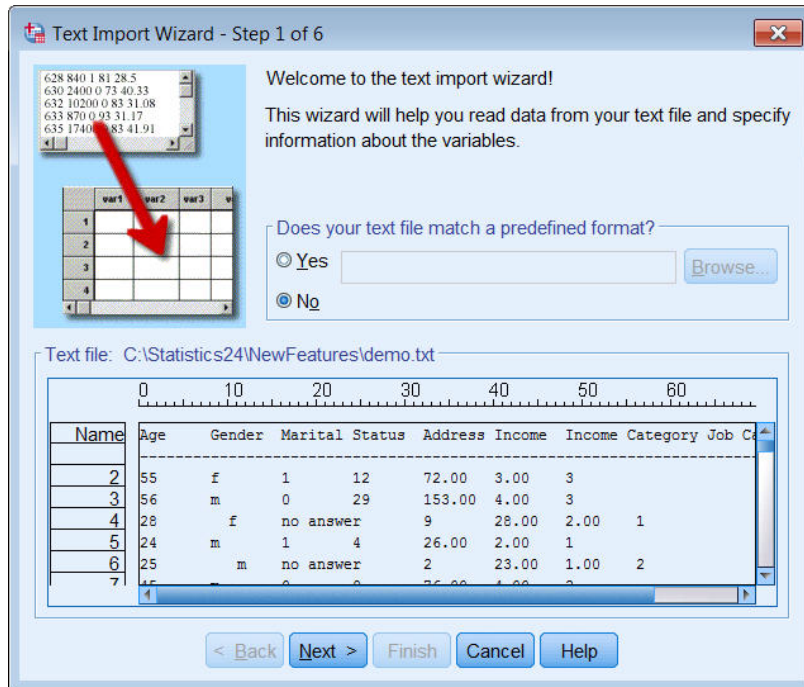 Text Import Wizard - Step 1 of 6
628 840 1 81 28.5
630 2400 0 73 40.33
632 10200 0 83 31.08
633 870 0 93 31.17
635 1740 83 41.91
var1 var2 var3 v
1
2
3
4
Welcome to the text import wizard!
This wizard will help you read data from your text file and specify
information about the variables.
Does your text file match a predefined format?
Yes
Browse...
No
Text file: C:\Statistics24\NewFeatures\demo.txt
0 10 20 30 40 50 60
Name Age Gender Marital Status Address Income Income Category Job Ca
2 55 f 1 12 72.00 3.00 3
3 56 m 0 29 153.00 4.00 3
4 28 f no answer 9 28.00 2.00 1
5 24 m 1 4 26.00 2.00 1
6 25 m no answer 2 23.00 1.00 2
7
< Back Next > Finish Cancel Help